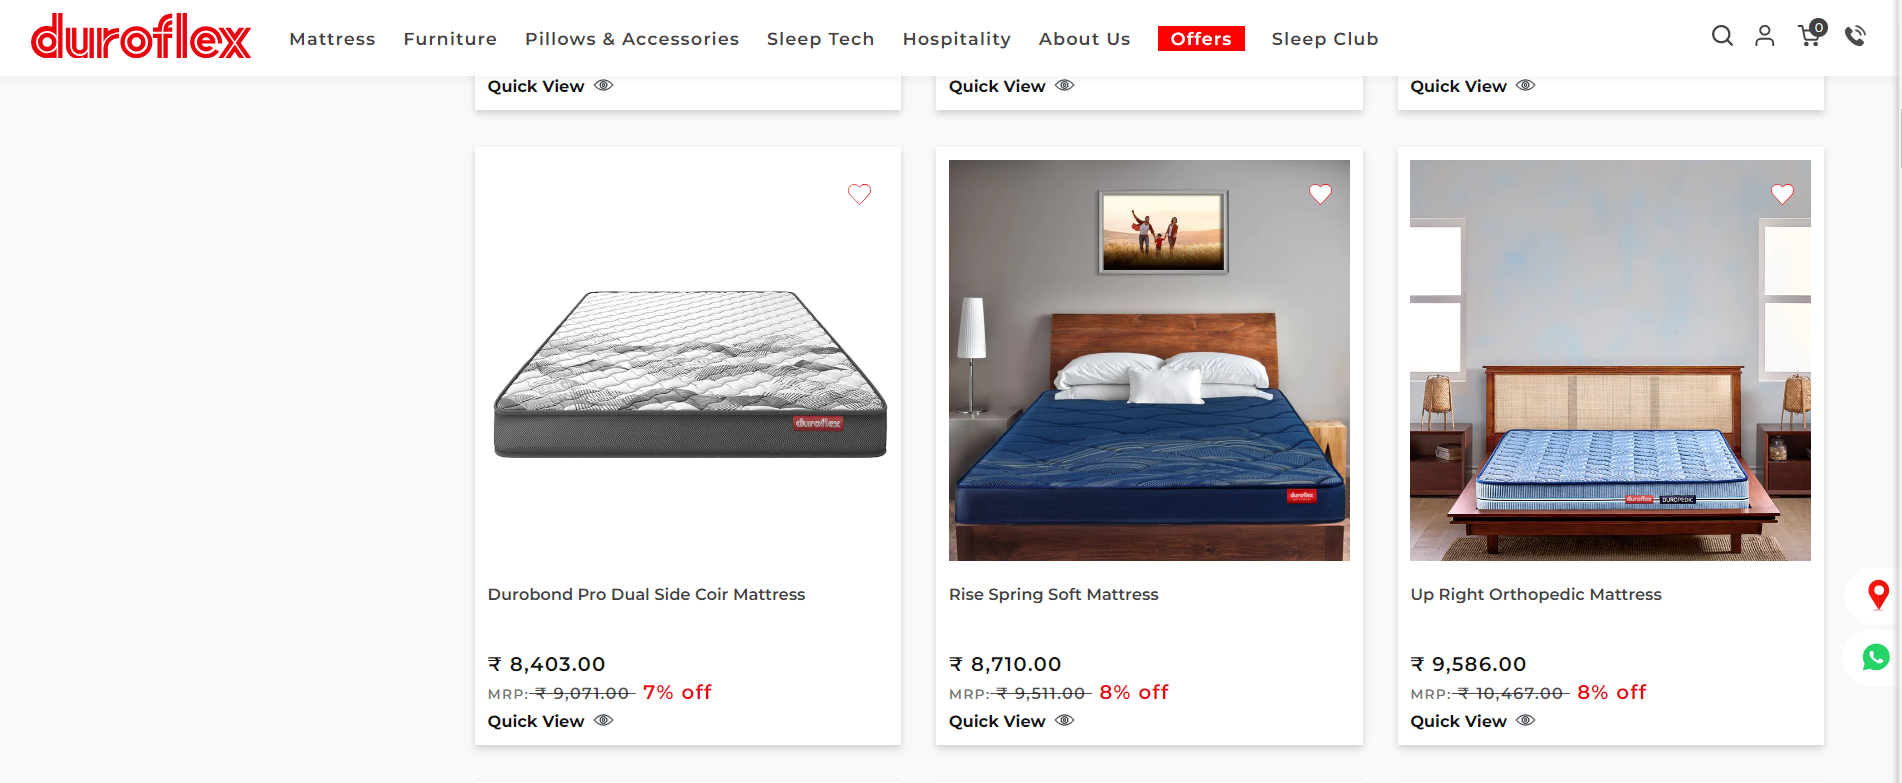 duroflex Mattress Furniture Pillows & Accessories Sleep Tech Hospitality About Us Offers Sleep Club 0
Quick View Quick View Quick View
duroflex
duroflex
duroflex DUROPEDIC
Durobond Pro Dual Side Coir Mattress
₹ 8,403.00
MRP: ₹ 9,071.00 7% off
Quick View
Rise Spring Soft Mattress
₹ 8,710.00
MRP: ₹ 9,511.00 8% off
Quick View
Up Right Orthopedic Mattress
₹ 9,586.00
MRP: ₹ 10,467.00 8% off
Quick View